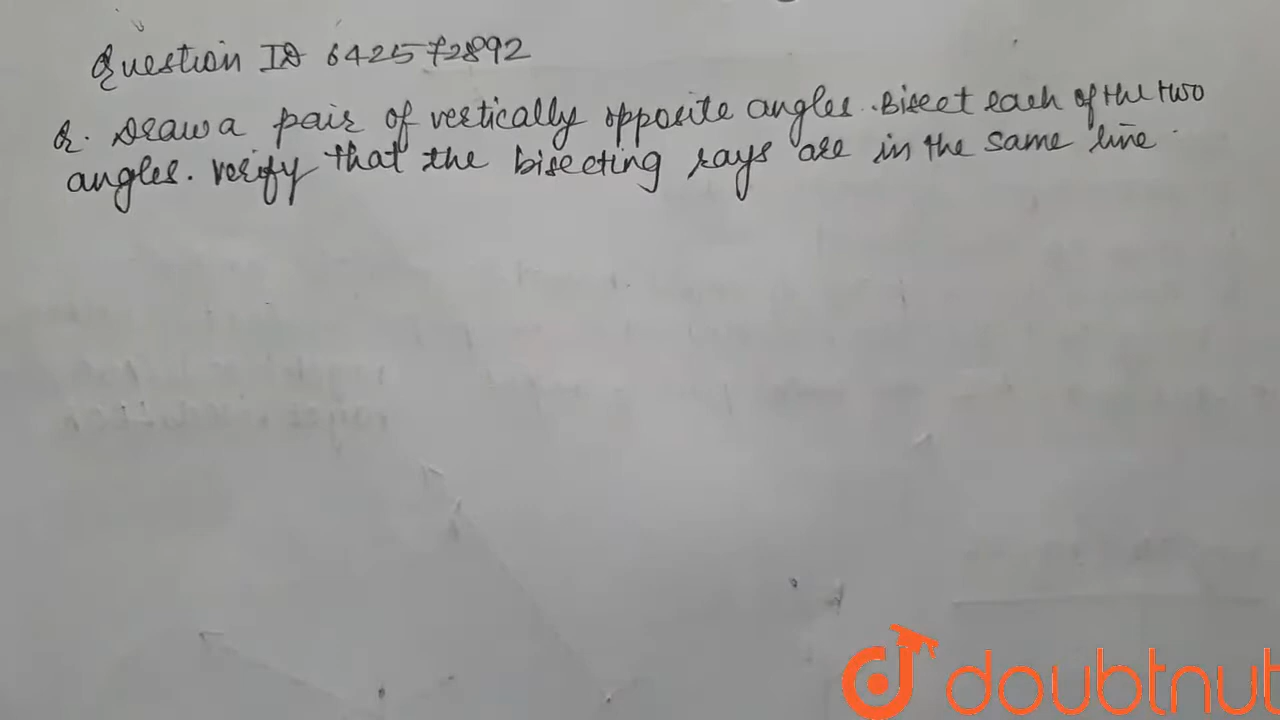 Question ID 642572892
Q. Draw a pair of vertically opposite angles. Bisect each of the two
angles. verify that the bisecting rays are in the same line.
doubtnut